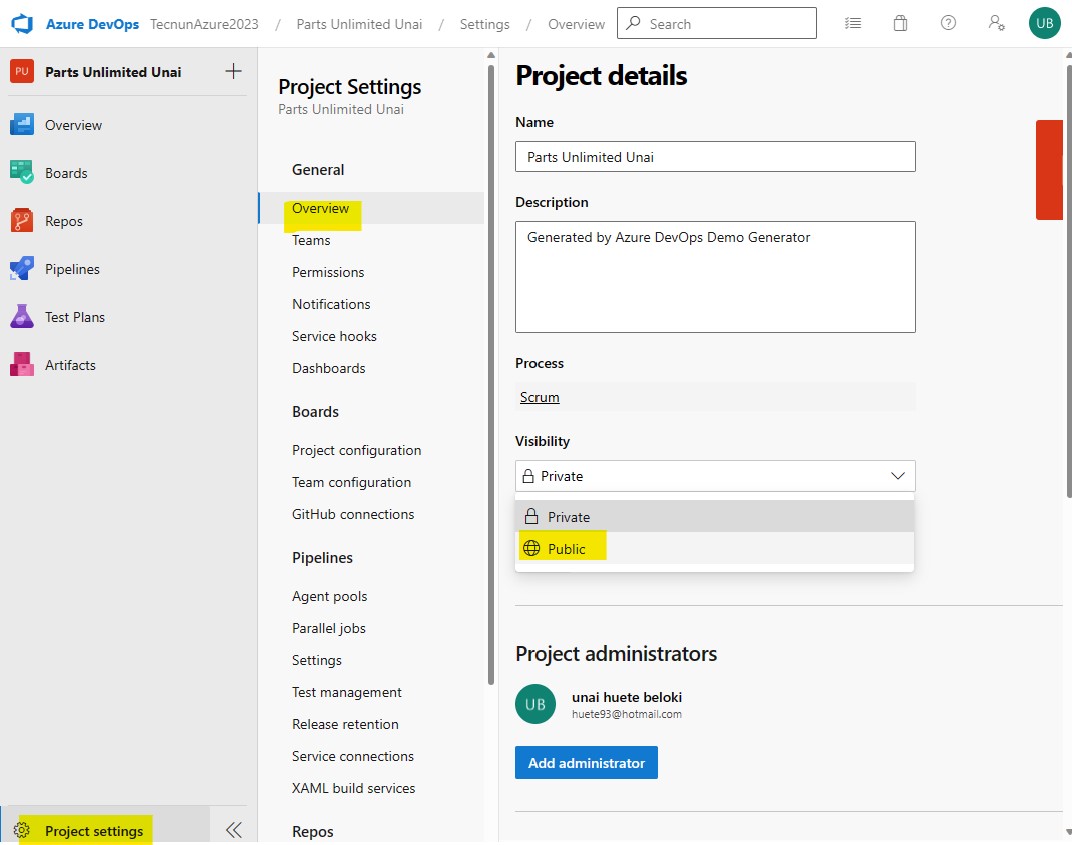 Azure DevOps TecnunAzure2023 / Parts Unlimited Unai / Settings / Overview Search UB
PU Parts Unlimited Unai
Overview
Boards
Repos
Pipelines
Test Plans
Artifacts
Project settings
Project Settings
Parts Unlimited Unai
General
Overview
Teams
Permissions
Notifications
Service hooks
Dashboards
Boards
Project configuration
Team configuration
GitHub connections
Pipelines
Agent pools
Parallel jobs
Settings
Test management
Release retention
Service connections
XAML build services
Repos
Project details
Name
Parts Unlimited Unai
Description
Generated by Azure DevOps Demo Generator
Process
Scrum
Visibility
Private
Private
Public
Project administrators
UB
unai huete beloki
huete93@hotmail.com
Add administrator